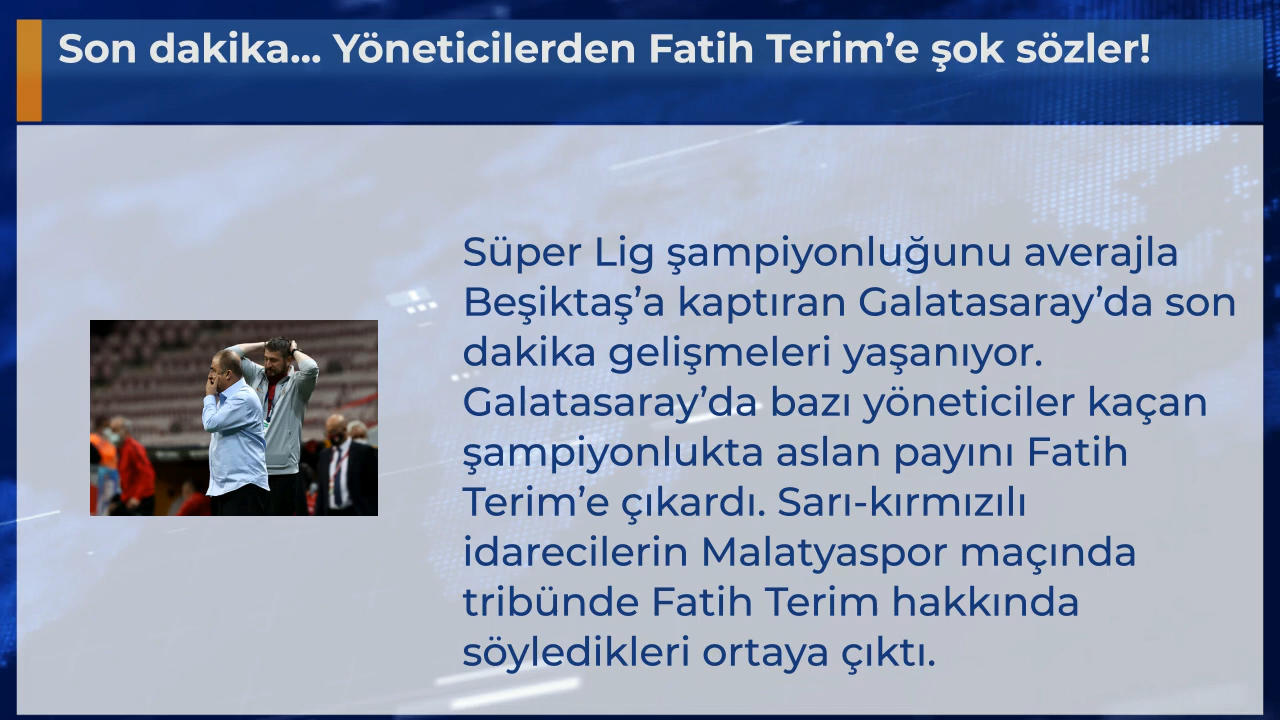 Son dakika... Yöneticilerden Fatih Terim’e şok sözler!
Süper Lig şampiyonluğunu averajla
Beşiktaş’a kaptıran Galatasaray’da son
dakika gelişmeleri yaşanıyor.
Galatasaray’da bazı yöneticiler kaçan
şampiyonlukta aslan payını Fatih
Terim’e çıkardı. Sarı-kırmızılı
idarecilerin Malatyaspor maçında
tribünde Fatih Terim hakkında
söyledikleri ortaya çıktı.